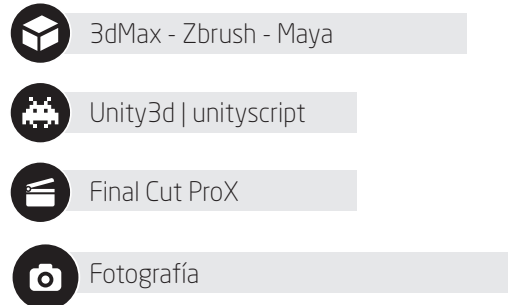 3dMax - Zbrush - Maya
Unity3d | unityscript
Final Cut ProX
Fotografía